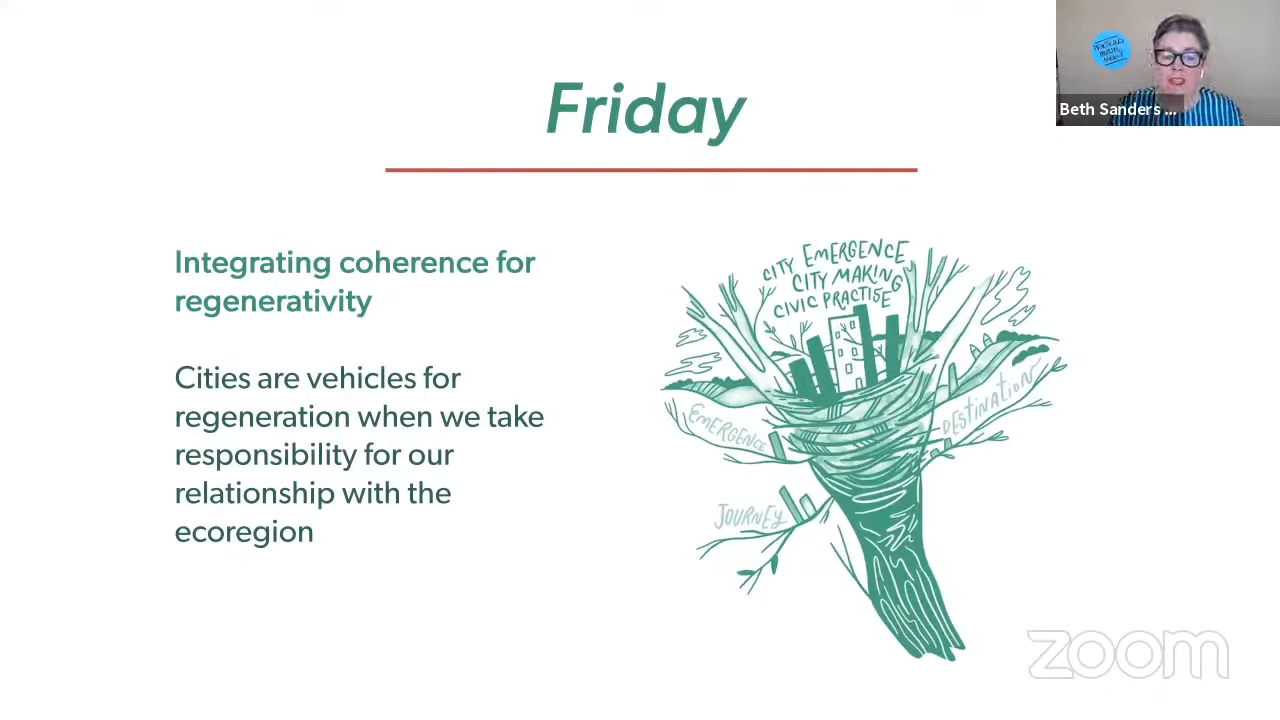 Friday
Integrating coherence for
regenerativity
Cities are vehicles for
regeneration when we take
responsibility for our
relationship with the
ecoregion
CITY EMERGENCE
CITY MAKING
CIVIC PRACTISE
EMERGENCE
DESTINATION
JOURNEY
Beth Sanders ...
zoom